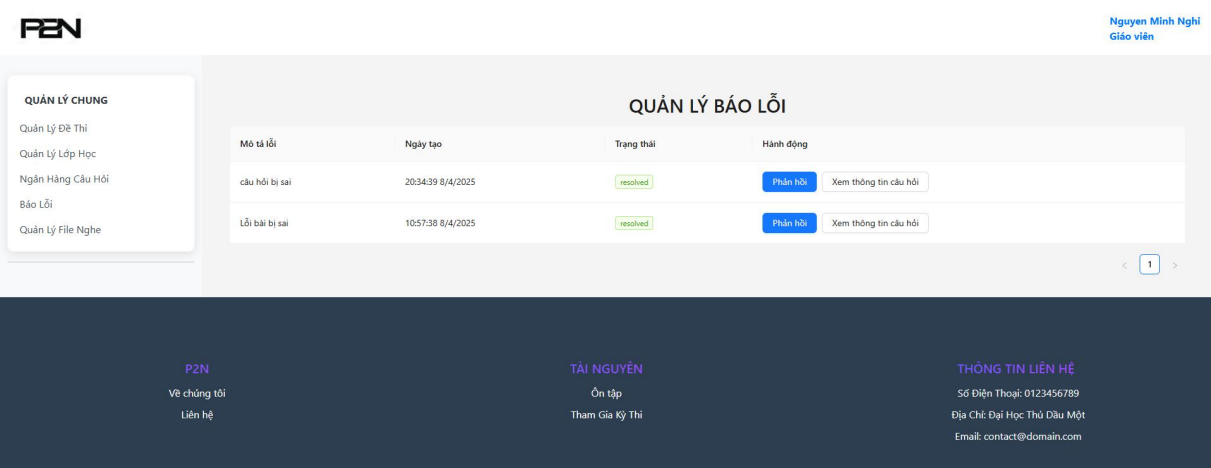 P2N
Nguyen Minh Nghi
Giáo viên
QUẢN LÝ CHUNG
Quản Lý Đề Thi
Quản Lý Lớp Học
Ngân Hàng Câu Hỏi
Báo Lỗi
Quản Lý File Nghe
QUẢN LÝ BÁO LỖI
Mô tả lỗi Ngày tạo Trạng thái Hành động
câu hỏi bị sai 20:34:39 8/4/2025 resolved Phản hồi Xem thông tin câu hỏi
Lỗi bài bị sai 10:57:38 8/4/2025 resolved Phản hồi Xem thông tin câu hỏi
< 1 >
P2N
Về chúng tôi
Liên hệ
TÀI NGUYÊN
Ôn tập
Tham Gia Kỳ Thi
THÔNG TIN LIÊN HỆ
Số Điện Thoại: 0123456789
Địa Chỉ: Đại Học Thủ Dầu Một
Email: contact@domain.com